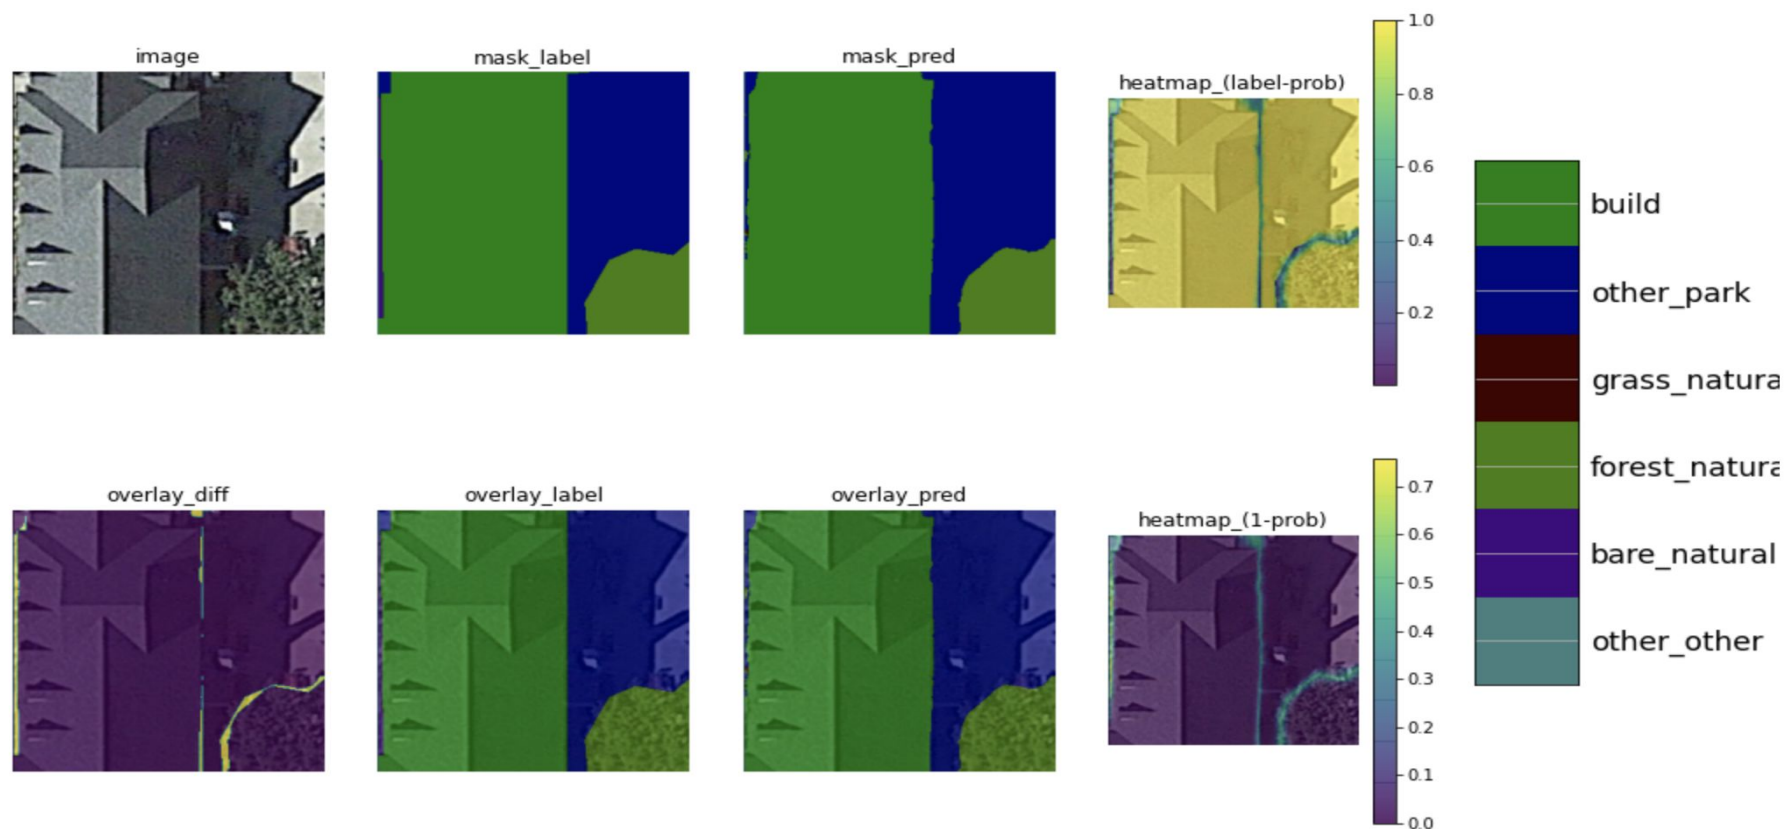 image
mask_label
mask_pred
heatmap_(label-prob)
1.0
0.8
0.6
0.4
0.2
build
other_park
grass_natura
forest_natura
bare_natural
other_other
overlay_diff
overlay_label
overlay_pred
heatmap_(1-prob)
0.7
0.6
0.5
0.4
0.3
0.2
0.1
0.0